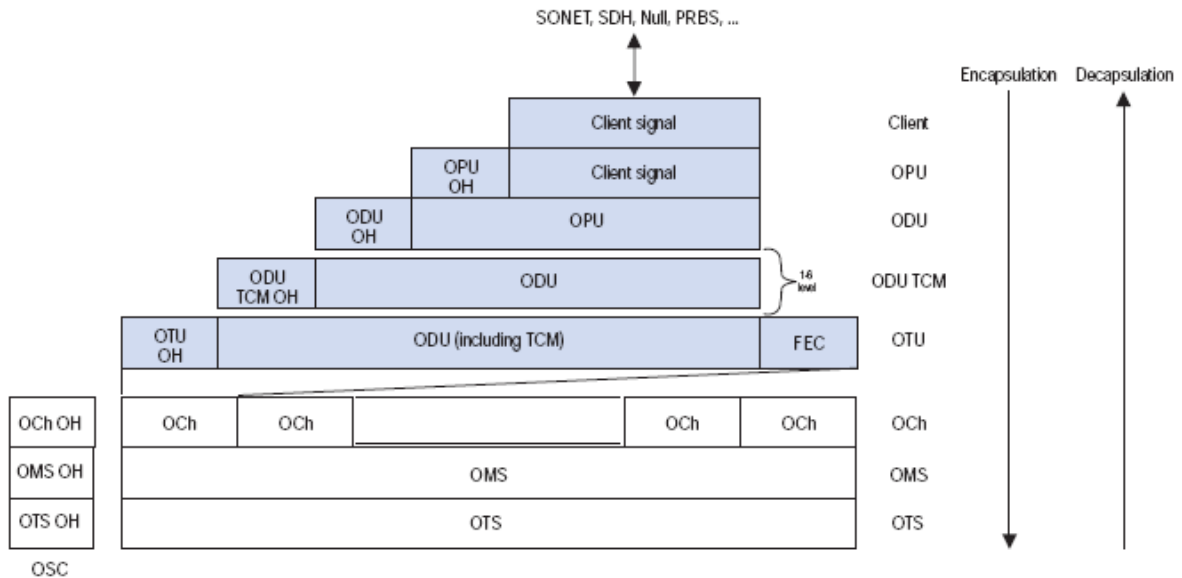 SONET, SDH, Null, PRBS, ...
Encapsulation Decapsulation
Client signal Client
OPU OH Client signal OPU
ODU OH OPU ODU
1-6 level
ODU TCM OH ODU ODU TCM
OTU OH ODU (including TCM) FEC OTU
OCh OH OCh OCh OCh OCh OCh
OMS OH OMS OMS
OTS OH OTS OTS
OSC